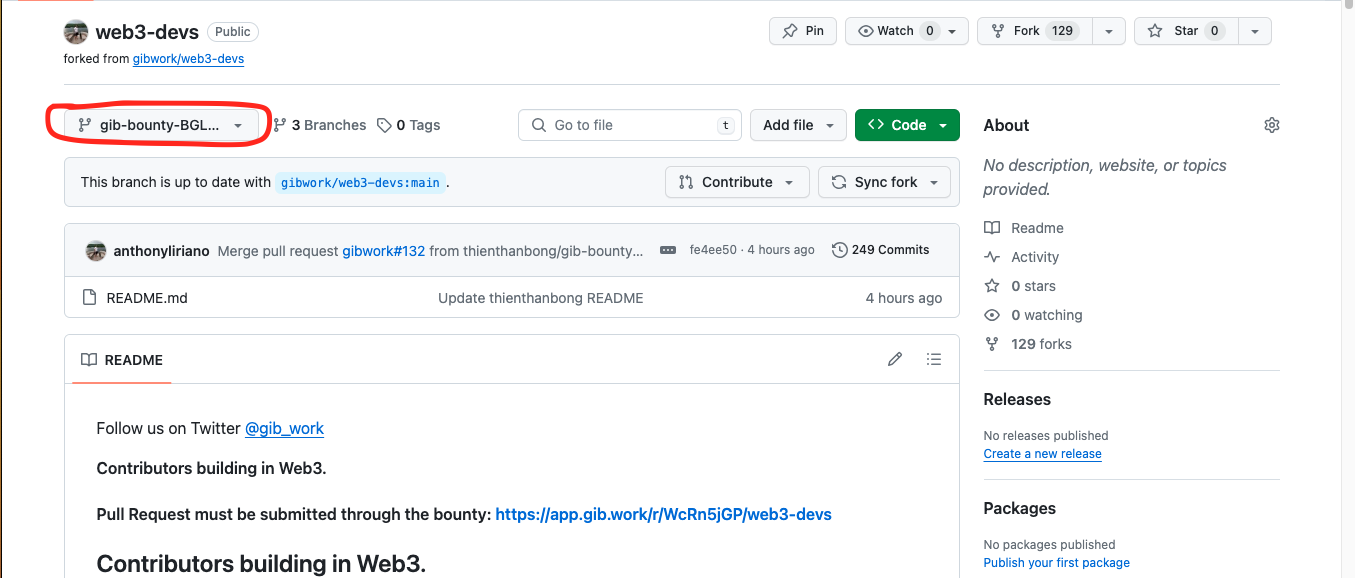 web3-devs Public Pin Watch 0 Fork 129 Star 0
forked from gibwork/web3-devs
gib-bounty-BGL... 3 Branches 0 Tags Go to file t Add file Code
About
No description, website, or topics
provided.
This branch is up to date with gibwork/web3-devs:main. Contribute Sync fork
Readme
Activity
0 stars
0 watching
129 forks
anthonyliriano Merge pull request gibwork#132 from thienthanbong/gib-bounty... fe4ee50 · 4 hours ago 249 Commits
README.md Update thienthanbong README 4 hours ago
README
Follow us on Twitter @gib_work
Contributors building in Web3.
Pull Request must be submitted through the bounty: https://app.gib.work/r/WcRn5jGP/web3-devs
Contributors building in Web3.
Releases
No releases published
Create a new release
Packages
No packages published
Publish your first package